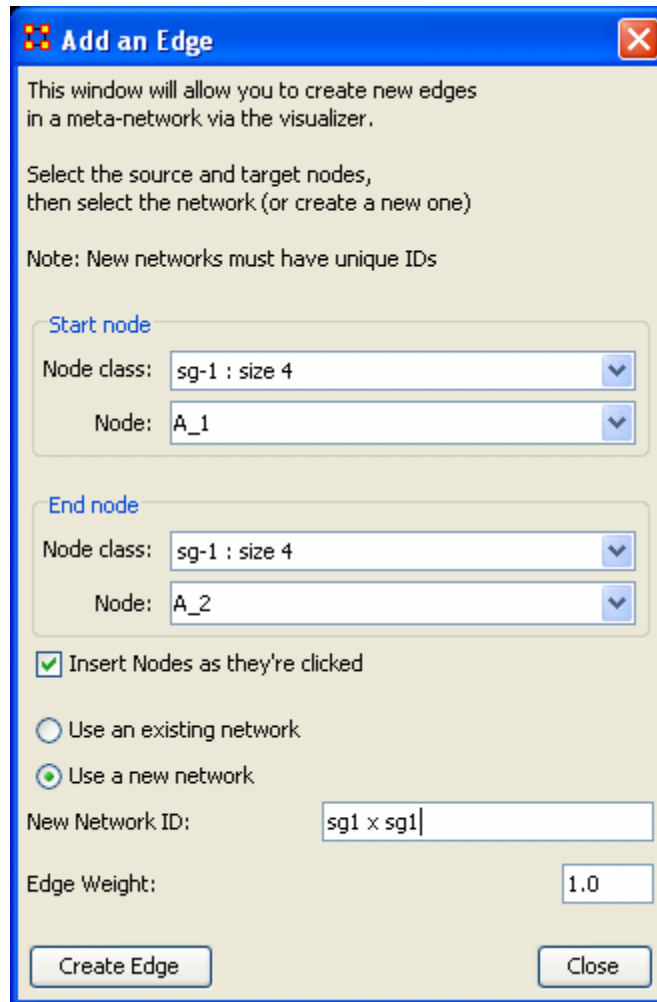 Add an Edge
This window will allow you to create new edges
in a meta-network via the visualizer.
Select the source and target nodes,
then select the network (or create a new one)
Note: New networks must have unique IDs
Start node
Node class: sg-1 : size 4
Node: A_1
End node
Node class: sg-1 : size 4
Node: A_2
Insert Nodes as they're clicked
Use an existing network
Use a new network
New Network ID: sg1 x sg1
Edge Weight: 1.0
Create Edge Close